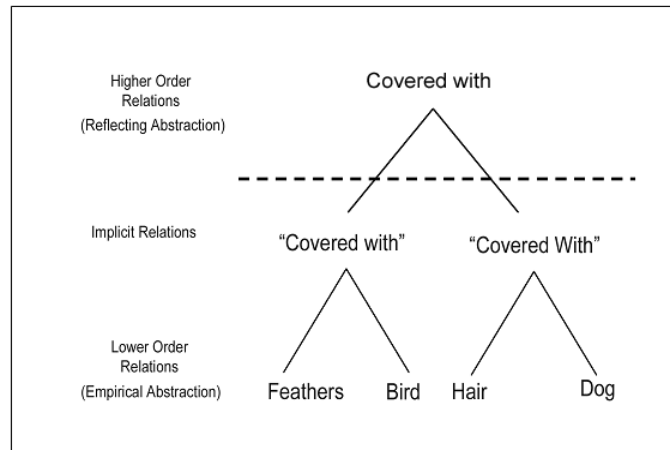 Higher Order
Relations
(Reflecting Abstraction)
Covered with
Implicit Relations
“Covered with”
“Covered With”
Lower Order
Relations
(Empirical Abstraction)
Feathers
Bird
Hair
Dog